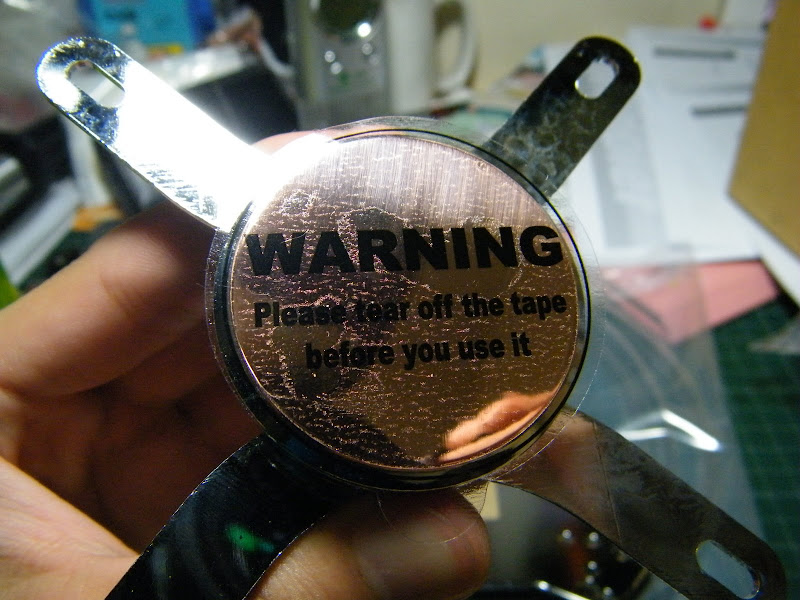 WARNING
Please tear off the tape
before you use it